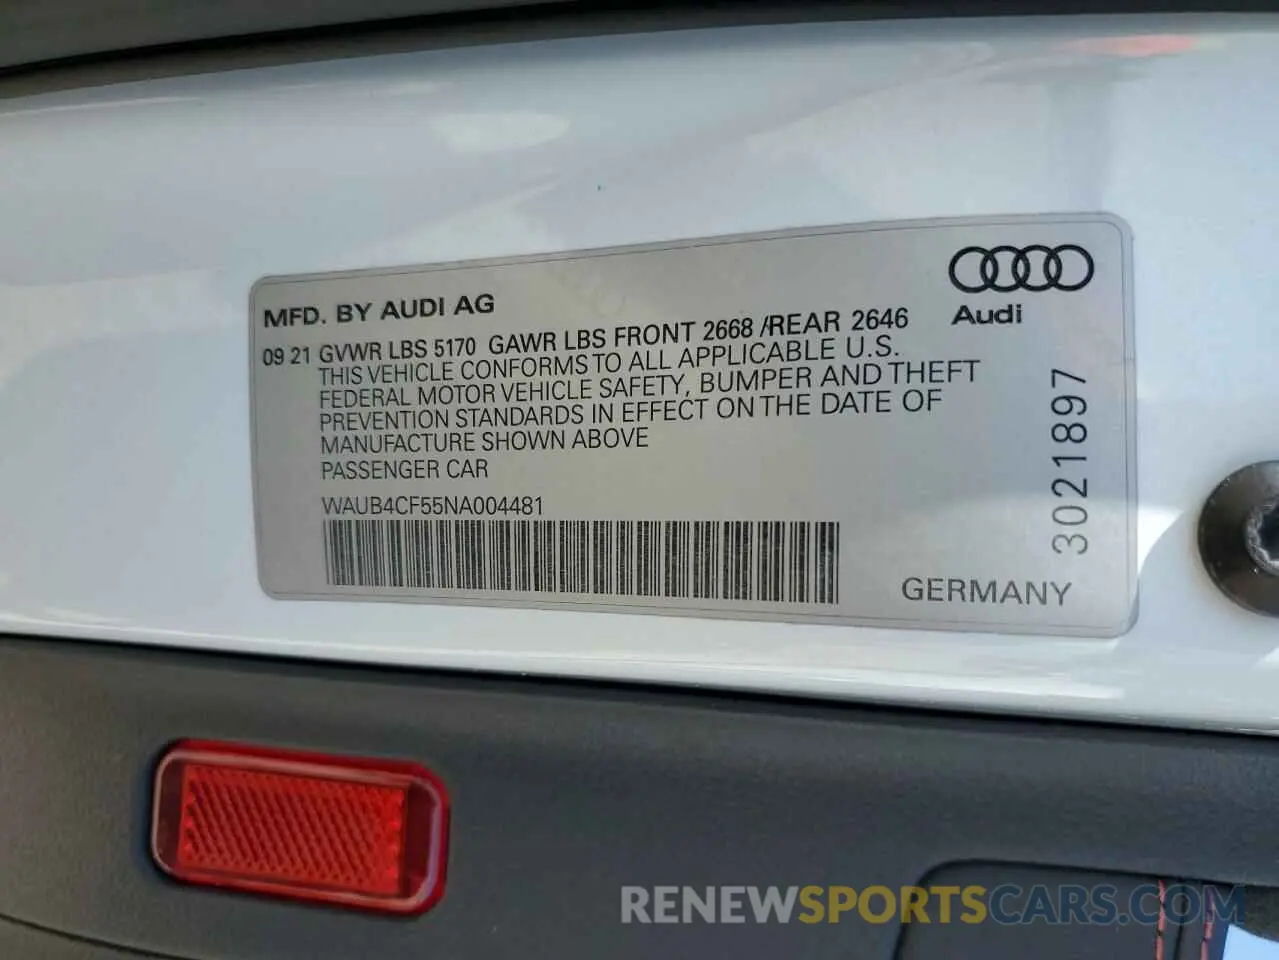 MFD. BY AUDI AG
09 21 GVWR LBS 5170 GAWR LBS FRONT 2668 /REAR 2646
THIS VEHICLE CONFORMS TO ALL APPLICABLE U.S.
FEDERAL MOTOR VEHICLE SAFETY, BUMPER AND THEFT
PREVENTION STANDARDS IN EFFECT ON THE DATE OF
MANUFACTURE SHOWN ABOVE
PASSENGER CAR
WAUB4CF55NA004481
Audi
3021897
GERMANY
RENEWSPORTSCARS.COM